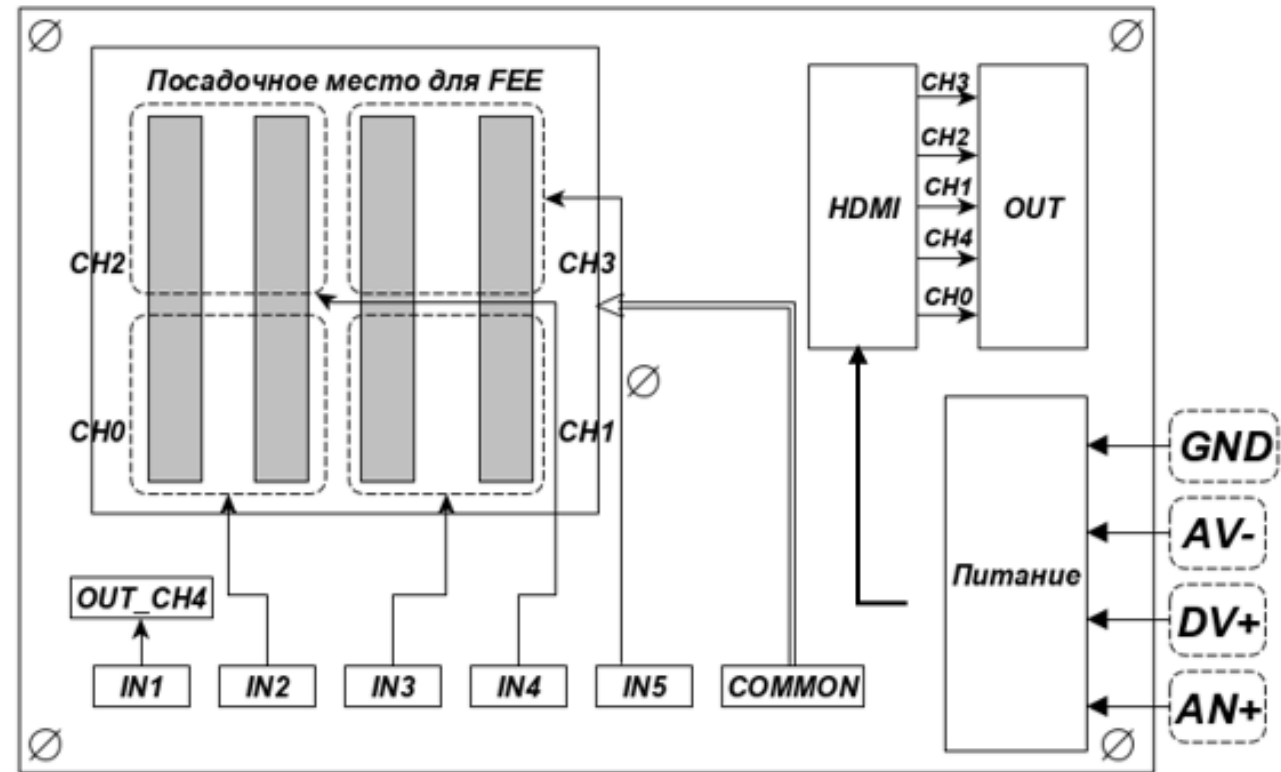 Посадочное место для FEE
CH2
CH3
CH0
CH1
OUT_CH4
IN1
IN2
IN3
IN4
IN5
COMMON
HDMI
CH3
CH2
CH1
CH4
CH0
OUT
Питание
GND
AV-
DV+
AN+